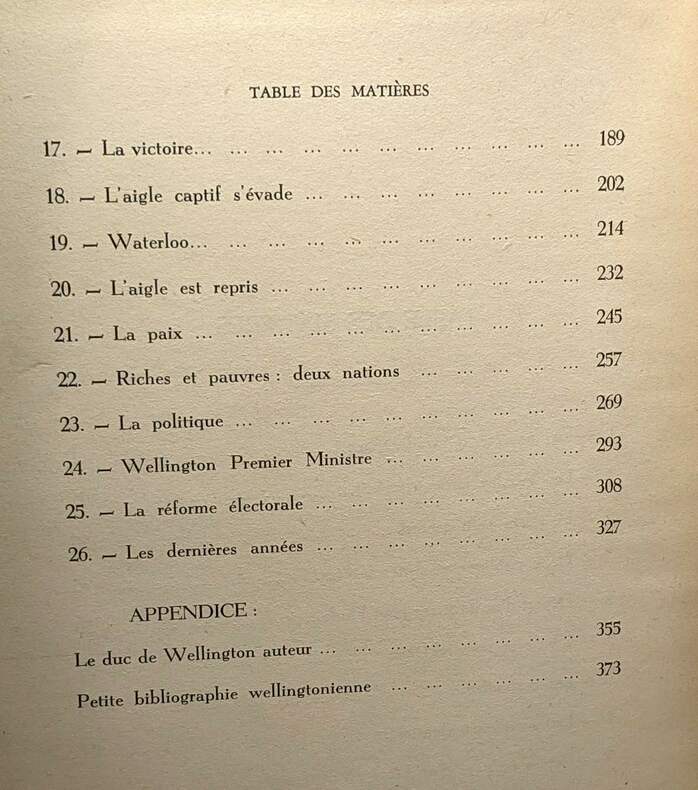 TABLE DES MATIÈRES
17. — La victoire... ... ... ... ... ... ... ... ... ... ... 189
18. — L'aigle captif s'évade ... ... ... ... ... ... ... ... 202
19. — Waterloo... ... ... ... ... ... ... ... ... ... ... 214
20. — L'aigle est repris ... ... ... ... ... ... ... ... ... 232
21. — La paix ... ... ... ... ... ... ... ... ... ... ... 245
22. — Riches et pauvres : deux nations ... ... ... ... ... 257
23. — La politique ... ... ... ... ... ... ... ... ... ... 269
24. — Wellington Premier Ministre ... ... ... ... ... ... 293
25. — La réforme électorale ... ... ... ... ... ... ... ... 308
26. — Les dernières années ... ... ... ... ... ... ... ... 327
APPENDICE :
Le duc de Wellington auteur ... ... ... ... ... ... ... ... 355
Petite bibliographie wellingtonienne ... ... ... ... ... ... 373